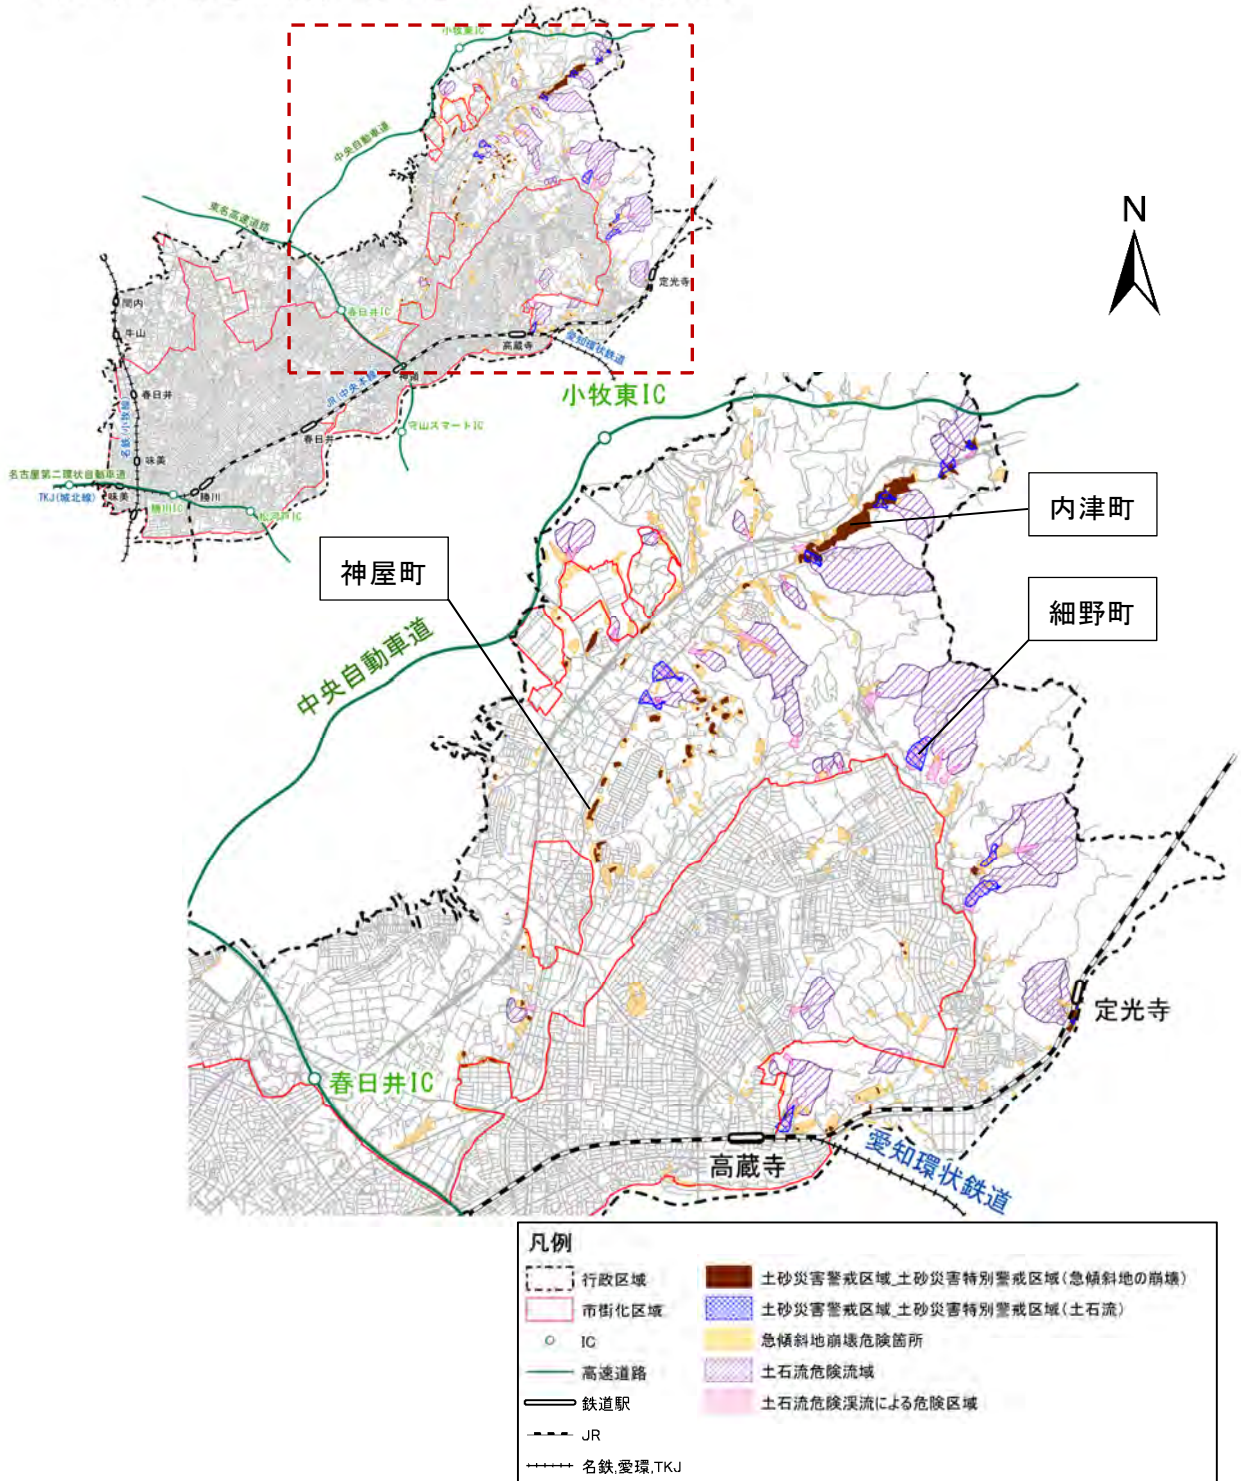 小牧東IC
中央自動車道
東名高速道路
N
間内
牛山
春日井IC
定光寺
高蔵寺
愛知環状鉄道
神領
JR(中央本線)
春日井
名鉄(小牧線)
春日井
守山スマートIC
味美
名古屋第二環状自動車道
TKJ(城北線)
味美
勝川
勝川IC
松河戸IC
小牧東IC
内津町
神屋町
細野町
中央自動車道
定光寺
春日井IC
高蔵寺
愛知環状鉄道
凡例
行政区域
市街化区域
IC
高速道路
鉄道駅
JR
名鉄,愛環,TKJ
土砂災害警戒区域_土砂災害特別警戒区域(急傾斜地の崩壊)
土砂災害警戒区域_土砂災害特別警戒区域(土石流)
急傾斜地崩壊危険箇所
土石流危険流域
土石流危険渓流による危険区域